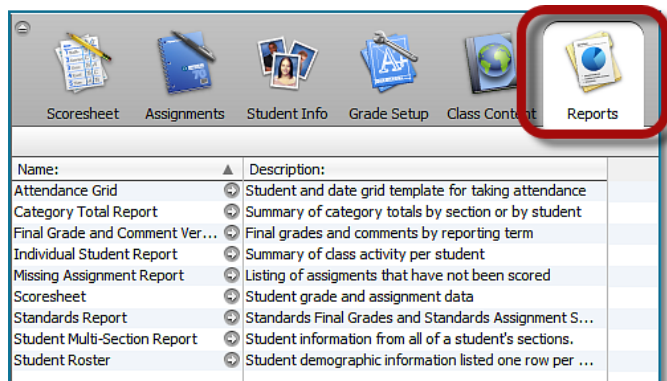 Scoresheet Assignments Student Info Grade Setup Class Content Reports
Name: Description:
Attendance Grid Student and date grid template for taking attendance
Category Total Report Summary of category totals by section or by student
Final Grade and Comment Ver... Final grades and comments by reporting term
Individual Student Report Summary of class activity per student
Missing Assignment Report Listing of assigments that have not been scored
Scoresheet Student grade and assignment data
Standards Report Standards Final Grades and Standards Assignment S...
Student Multi-Section Report Student information from all of a student's sections.
Student Roster Student demographic information listed one row per ...